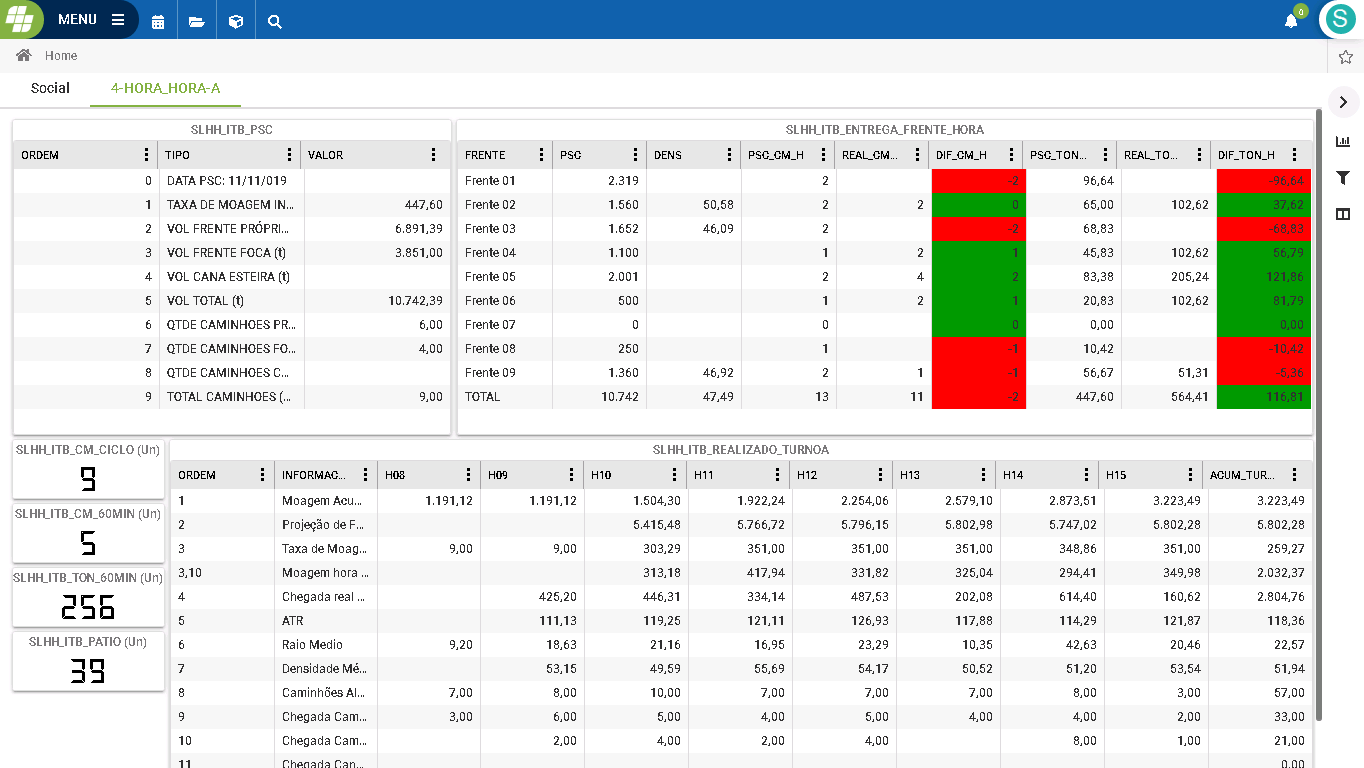 MENU
0
S
Home
Social 4-HORA_HORA-A
SLHH_ITB_PSC
ORDEM TIPO VALOR
0 DATA PSC: 11/11/019
1 TAXA DE MOAGEM IN... 447,60
2 VOL FRENTE PRÓPRI... 6.891,39
3 VOL FRENTE FOCA (t) 3.851,00
4 VOL CANA ESTEIRA (t)
5 VOL TOTAL (t) 10.742,39
6 QTDE CAMINHOES PR... 6,00
7 QTDE CAMINHOES FO... 4,00
8 QTDE CAMINHOES C...
9 TOTAL CAMINHOES (... 9,00
SLHH_ITB_ENTREGA_FRENTE_HORA
FRENTE PSC DENS PSC_CM_H REAL_CM... DIF_CM_H PSC_TON... REAL_TO... DIF_TON_H
Frente 01 2.319 2 -2 96,64 -96,64
Frente 02 1.560 50,58 2 2 0 65,00 102,62 37,62
Frente 03 1.652 46,09 2 -2 68,83 -68,83
Frente 04 1.100 1 2 1 45,83 102,62 56,79
Frente 05 2.001 2 4 2 83,38 205,24 121,86
Frente 06 500 1 2 1 20,83 102,62 81,79
Frente 07 0 0 0 0,00 0,00
Frente 08 250 1 -1 10,42 -10,42
Frente 09 1.360 46,92 2 1 -1 56,67 51,31 -5,36
TOTAL 10.742 47,49 13 11 -2 447,60 564,41 116,81
SLHH_ITB_CM_CICLO (Un)
9
SLHH_ITB_CM_60MIN (Un)
5
SLHH_ITB_TON_60MIN (Un)
256
SLHH_ITB_PATIO (Un)
39
SLHH_ITB_REALIZADO_TURNOA
ORDEM INFORMAC... H08 H09 H10 H11 H12 H13 H14 H15 ACUM_TUR...
1 Moagem Acu... 1.191,12 1.191,12 1.504,30 1.922,24 2.254,06 2.579,10 2.873,51 3.223,49 3.223,49
2 Projeção de F... 5.415,48 5.766,72 5.796,15 5.802,98 5.747,02 5.802,28 5.802,28
3 Taxa de Moag... 9,00 9,00 303,29 351,00 351,00 351,00 348,86 351,00 259,27
3,10 Moagem hora ... 313,18 417,94 331,82 325,04 294,41 349,98 2.032,37
4 Chegada real ... 425,20 446,31 334,14 487,53 202,08 614,40 160,62 2.804,76
5 ATR 111,13 119,25 121,11 126,93 117,88 114,29 121,87 118,36
6 Raio Medio 9,20 18,63 21,16 16,95 23,29 10,35 42,63 20,46 22,57
7 Densidade Mé... 53,15 49,59 55,69 54,17 50,52 51,20 53,54 51,94
8 Caminhões Al... 7,00 8,00 10,00 7,00 7,00 7,00 8,00 3,00 57,00
9 Chegada Cam... 3,00 6,00 5,00 4,00 5,00 4,00 4,00 2,00 33,00
10 Chegada Cam... 2,00 4,00 2,00 4,00 8,00 1,00 21,00
11 Chegada Can... 0,00